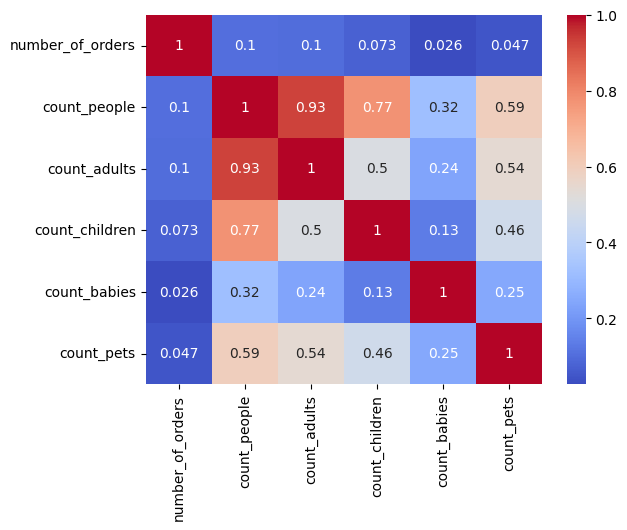 number_of_orders 1 0.1 0.1 0.073 0.026 0.047
count_people 0.1 1 0.93 0.77 0.32 0.59
count_adults 0.1 0.93 1 0.5 0.24 0.54
count_children 0.073 0.77 0.5 1 0.13 0.46
count_babies 0.026 0.32 0.24 0.13 1 0.25
count_pets 0.047 0.59 0.54 0.46 0.25 1
number_of_orders
count_people
count_adults
count_children
count_babies
count_pets
1.0
0.8
0.6
0.4
0.2